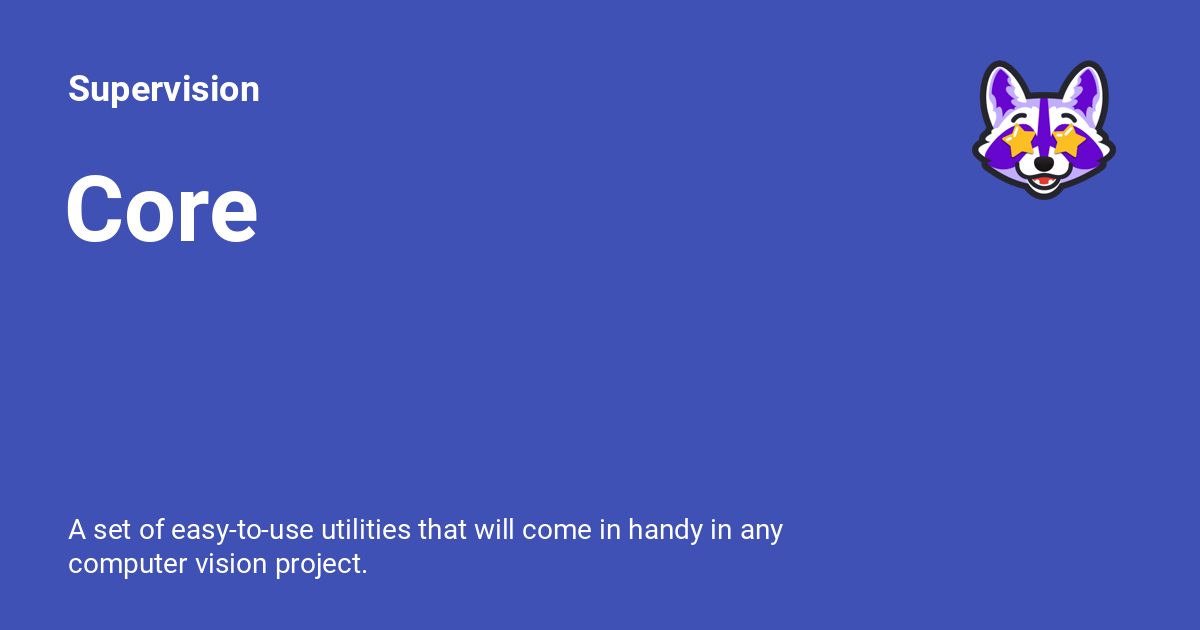 Supervision
Core
A set of easy-to-use utilities that will come in handy in any
computer vision project.